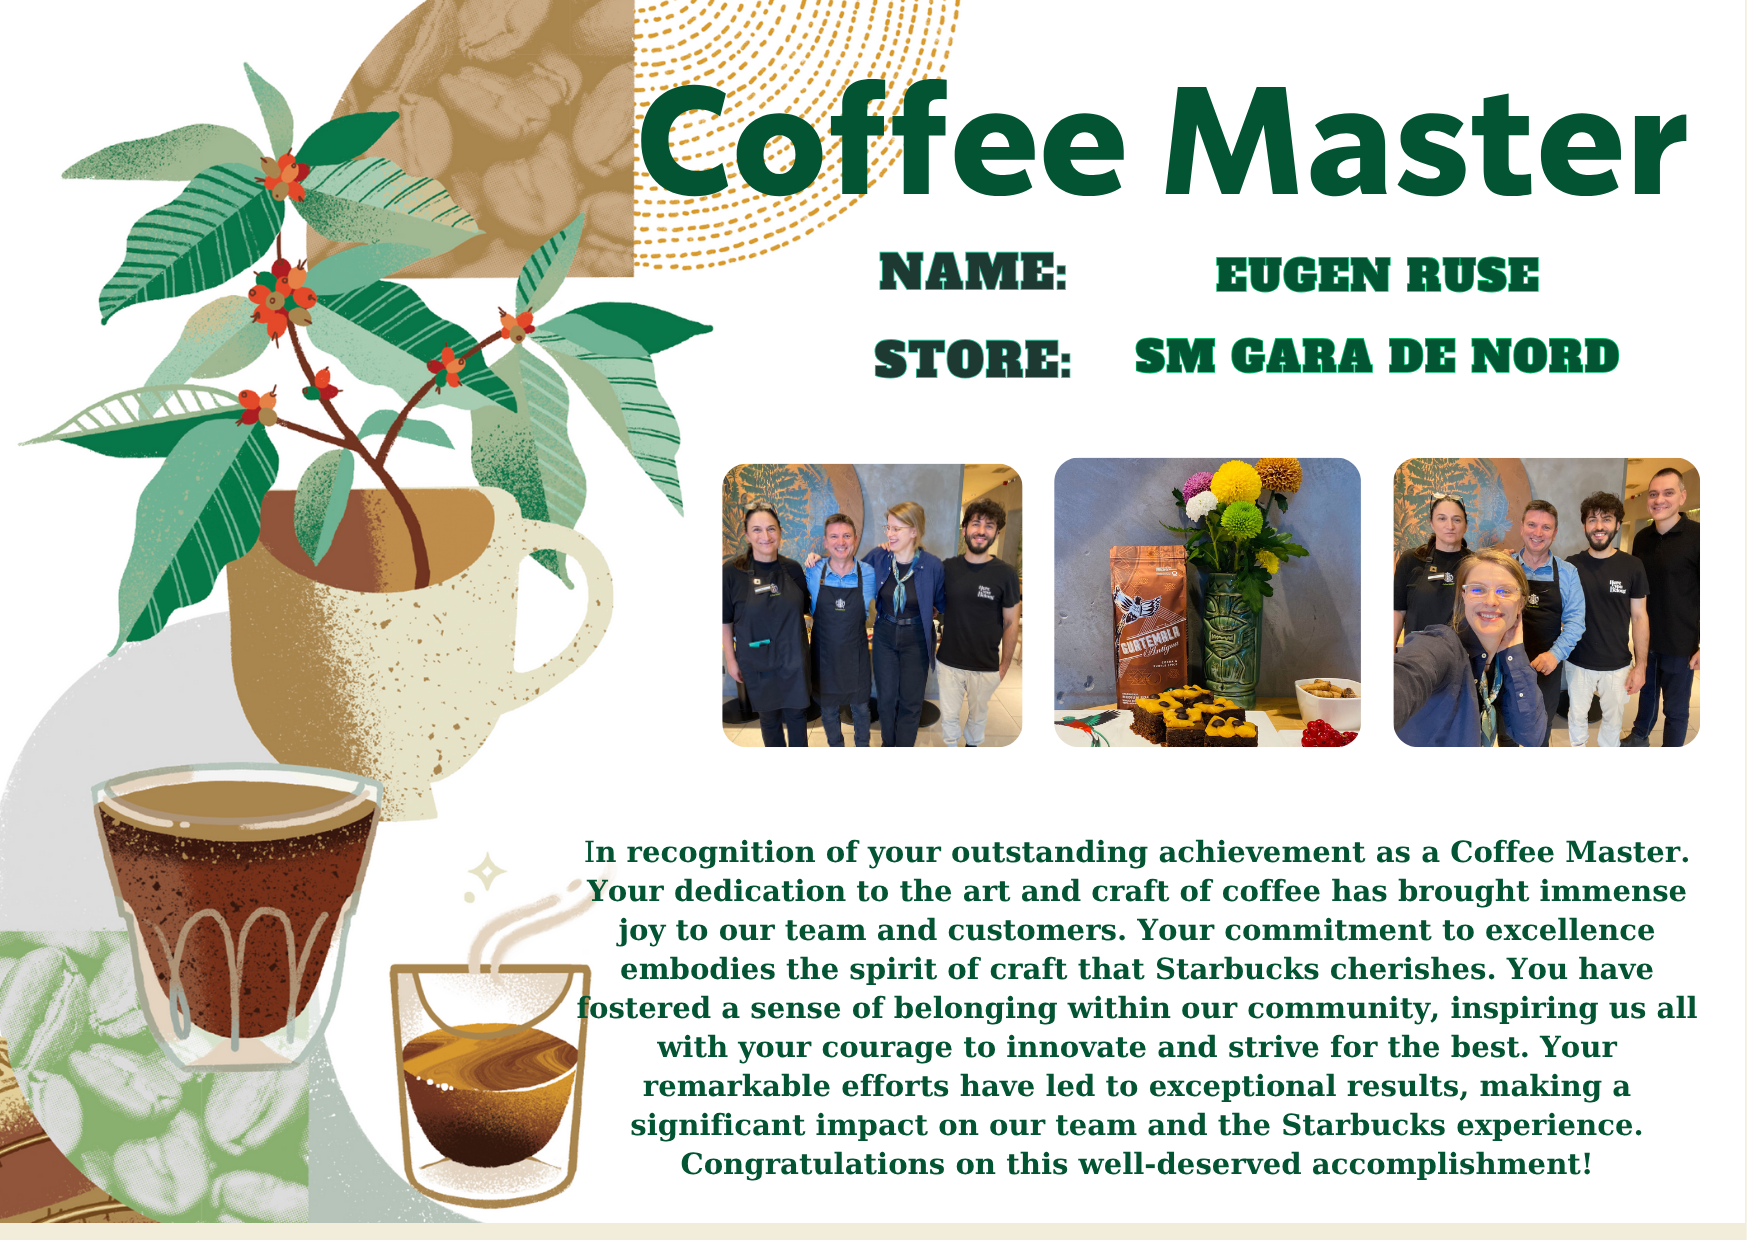 Coffee Master
NAME: EUGEN RUSE
STORE: SM GARA DE NORD
GUATEMALA
Antigua
In recognition of your outstanding achievement as a Coffee Master.
Your dedication to the art and craft of coffee has brought immense
joy to our team and customers. Your commitment to excellence
embodies the spirit of craft that Starbucks cherishes. You have
fostered a sense of belonging within our community, inspiring us all
with your courage to innovate and strive for the best. Your
remarkable efforts have led to exceptional results, making a
significant impact on our team and the Starbucks experience.
Congratulations on this well-deserved accomplishment!